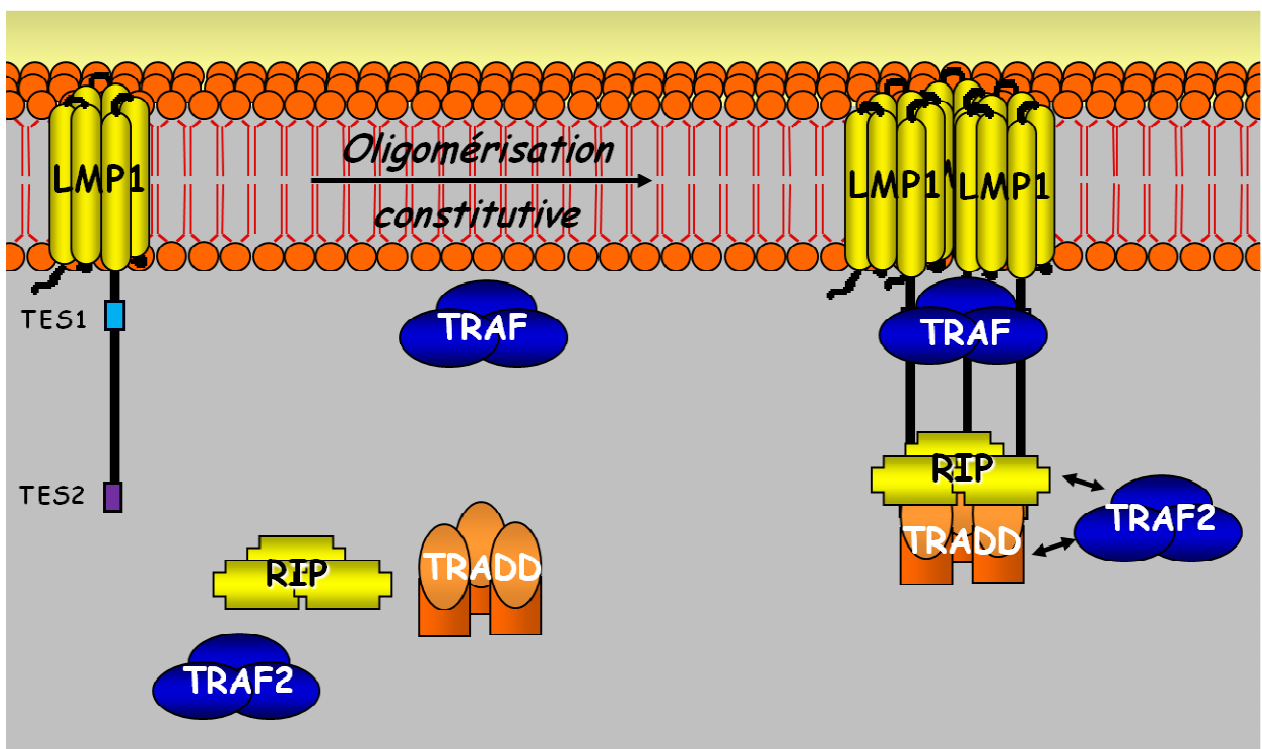 LMP1
Oligomérisation
constitutive
LMP1
LMP1
TES1
TRAF
TRAF
TES2
RIP
TRAF2
TRADD
RIP
TRADD
TRAF2